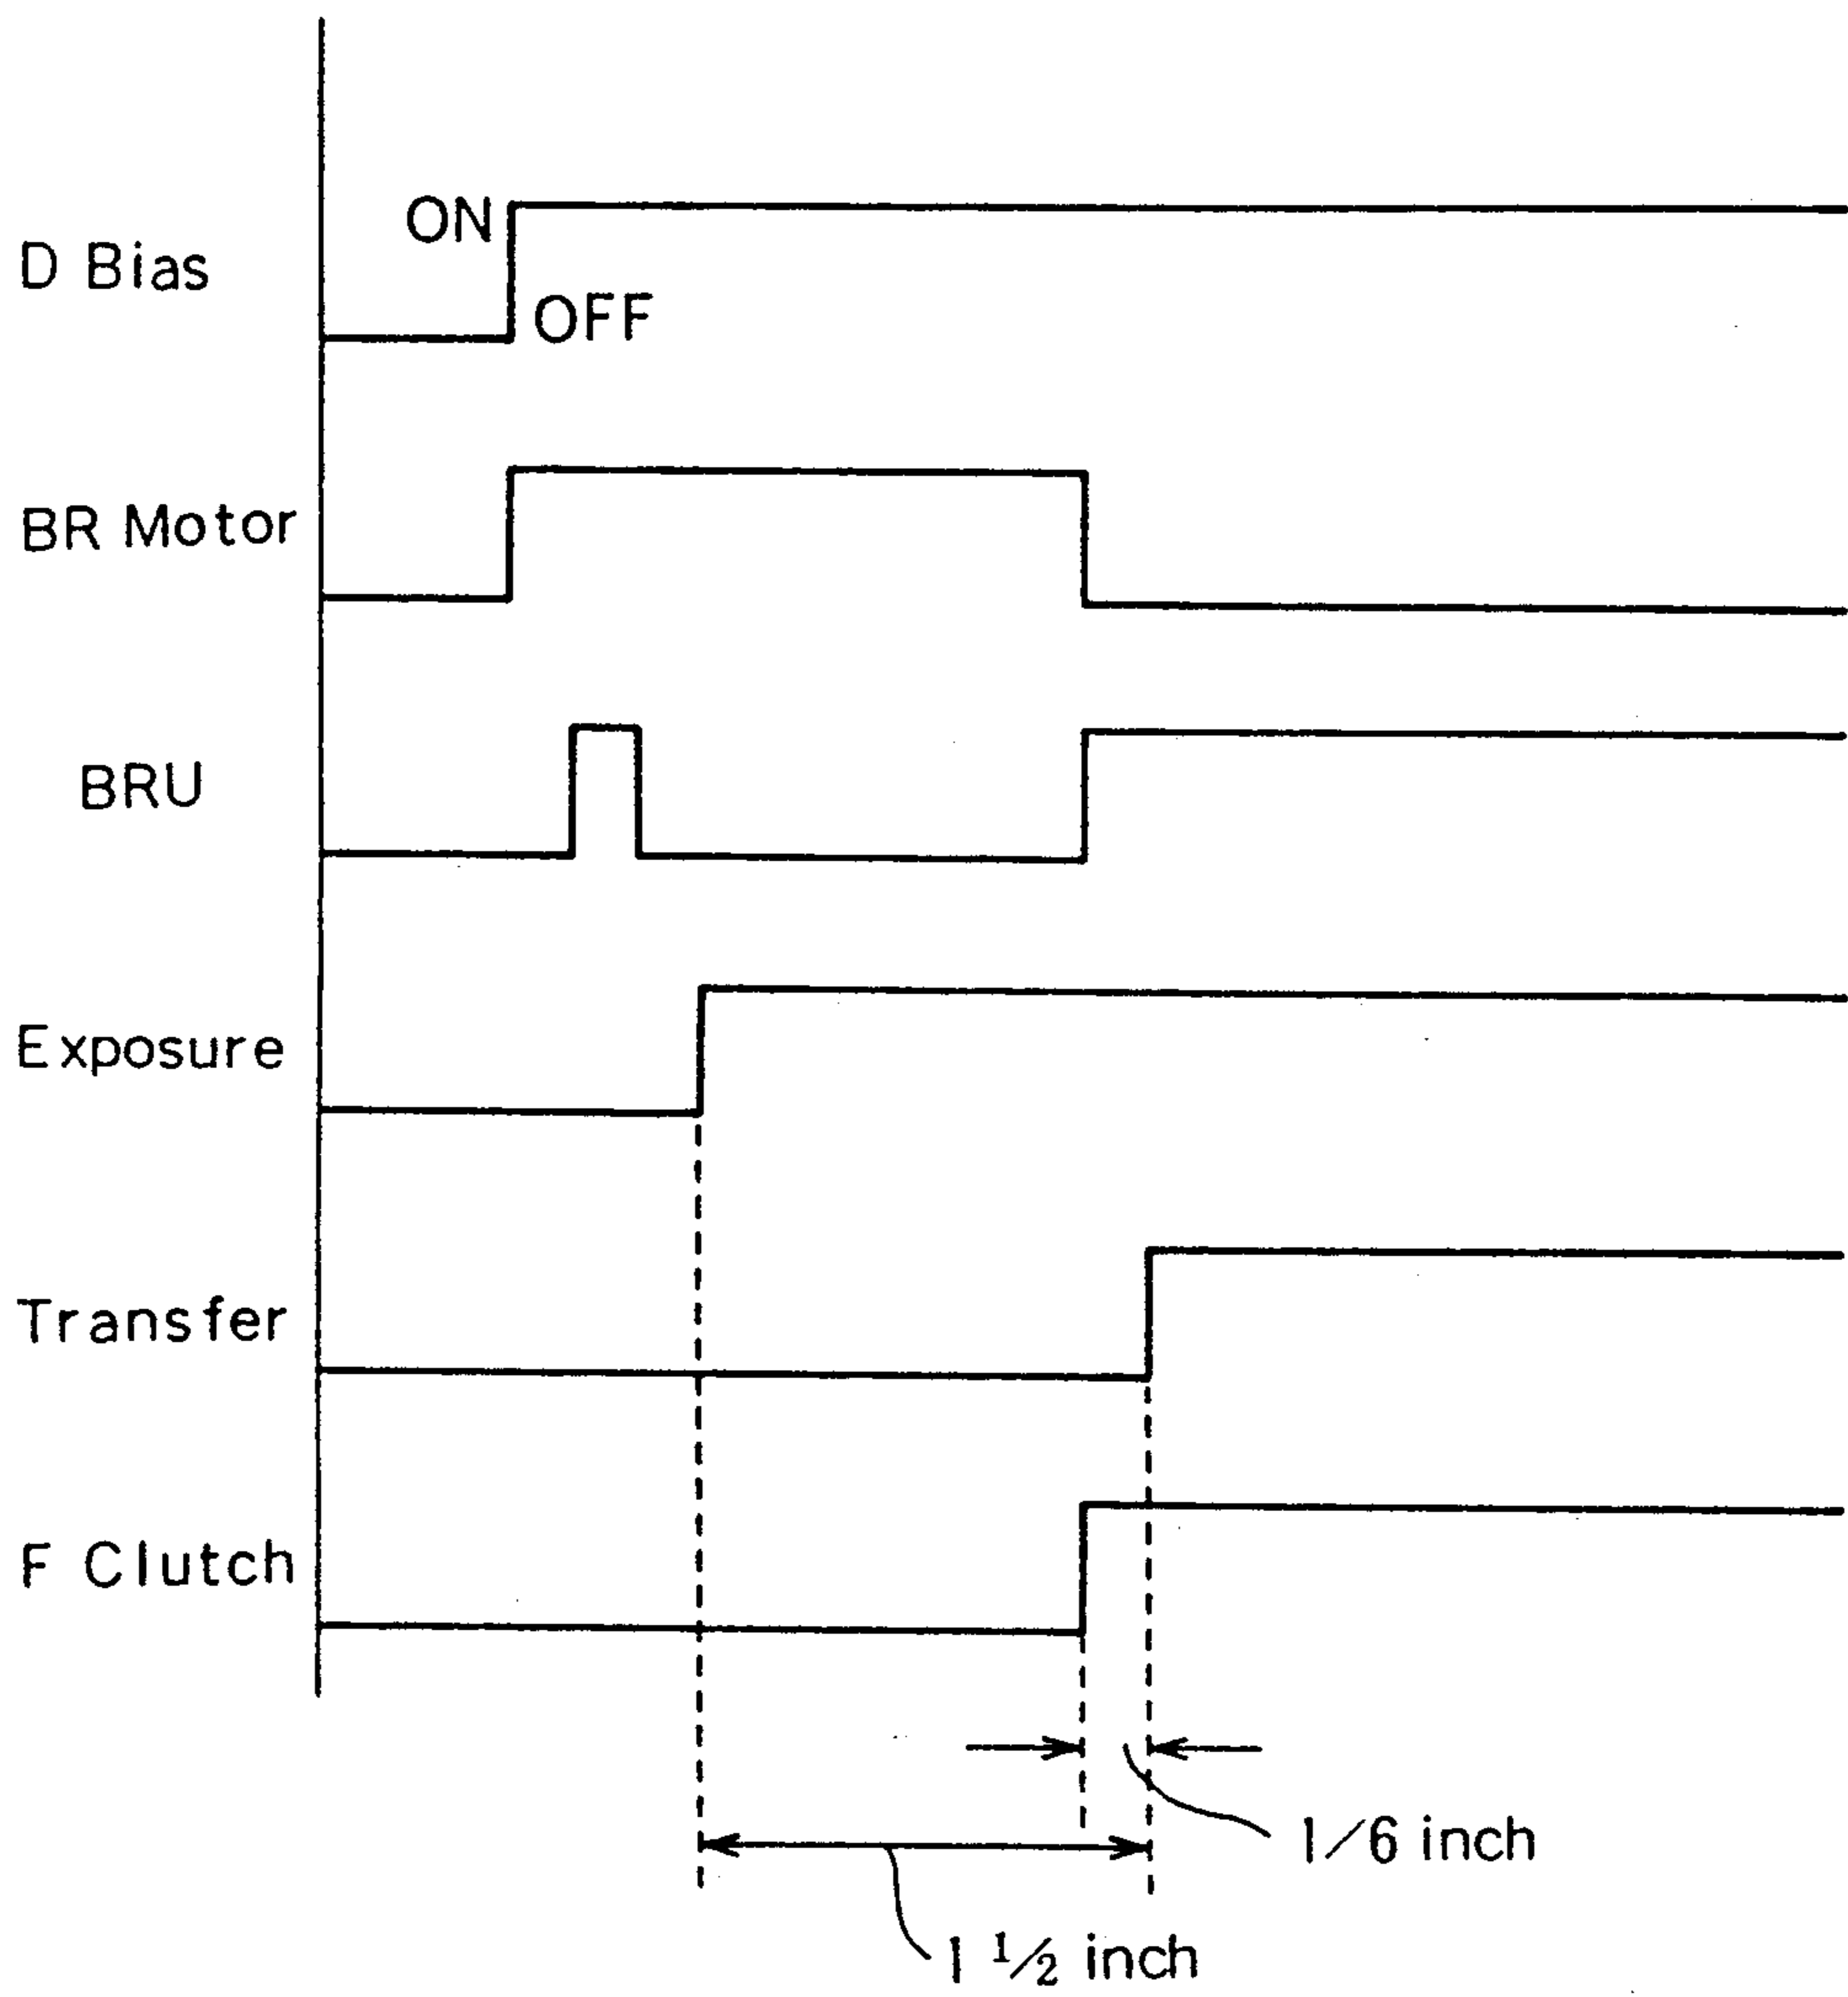 ON
D Bias
OFF
BR Motor
BRU
Exposure
Transfer
F Clutch
1/6 inch
1 1/2 inch